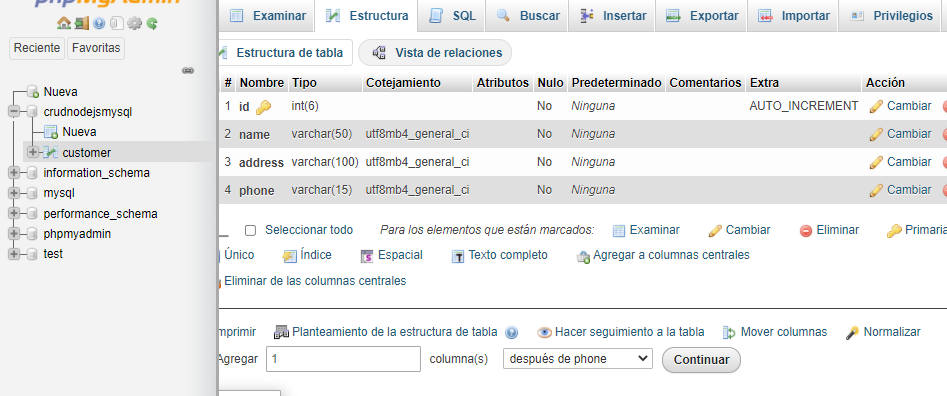 phpMyAdmin
Reciente Favoritas
Nueva
crudnodejsmysql
Nueva
customer
information_schema
mysql
performance_schema
phpmyadmin
test
Examinar Estructura SQL Buscar Insertar Exportar Importar Privilegios
Estructura de tabla Vista de relaciones
# Nombre Tipo Cotejamiento Atributos Nulo Predeterminado Comentarios Extra Acción
1 id int(6) No Ninguna AUTO_INCREMENT Cambiar
2 name varchar(50) utf8mb4_general_ci No Ninguna Cambiar
3 address varchar(100) utf8mb4_general_ci No Ninguna Cambiar
4 phone varchar(15) utf8mb4_general_ci No Ninguna Cambiar
Seleccionar todo Para los elementos que están marcados: Examinar Cambiar Eliminar Primaria
Único Índice Espacial Texto completo Agregar a columnas centrales
Eliminar de las columnas centrales
mprimir Planteamiento de la estructura de tabla Hacer seguimiento a la tabla Mover columnas Normalizar
Agregar 1 columna(s) después de phone Continuar